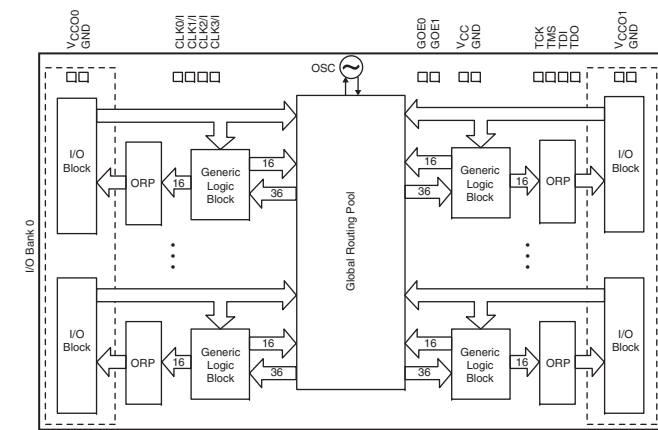 VCCO0
GND
CLK0/I
CLK1/I
CLK2/I
CLK3/I
GOE0
GOE1
VCC
GND
TCK
TMS
TDI
TDO
VCCO1
GND
OSC
I/O Bank 0
I/O
Block
ORP
16
Generic
Logic
Block
16
36
Global Routing Pool
16
36
Generic
Logic
Block
16
ORP
I/O
Block
I/O
Block
ORP
16
Generic
Logic
Block
16
36
16
36
Generic
Logic
Block
16
ORP
I/O
Block